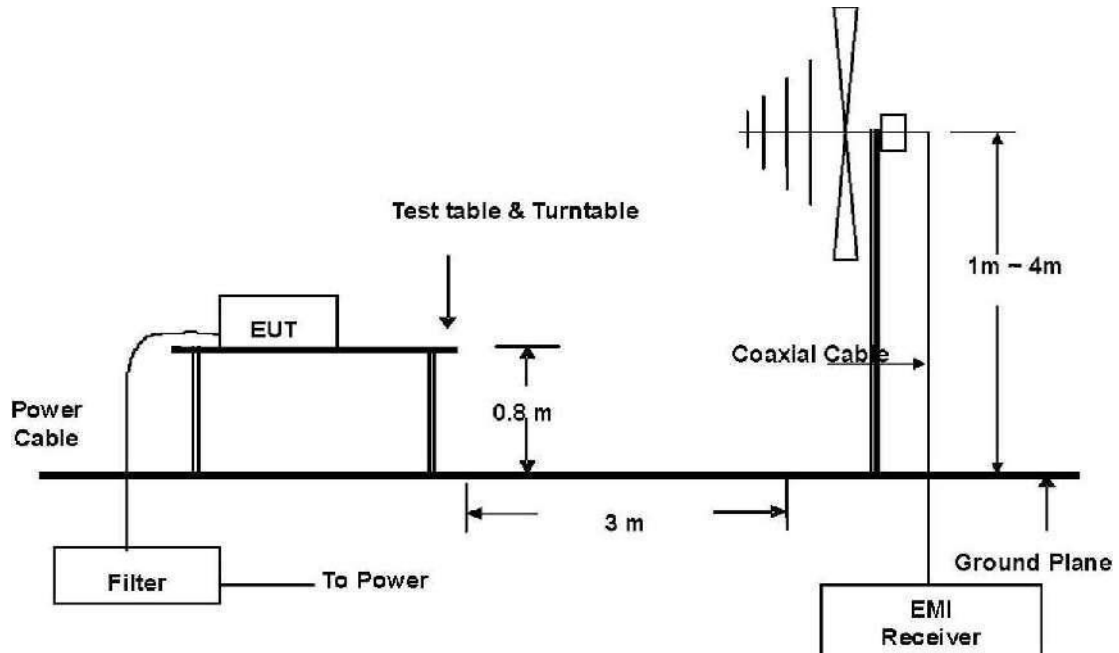 Test table & Turntable
1m – 4m
EUT
Coaxial Cable
0.8 m
Power
Cable
3 m
Ground Plane
Filter
To Power
EMI
Receiver